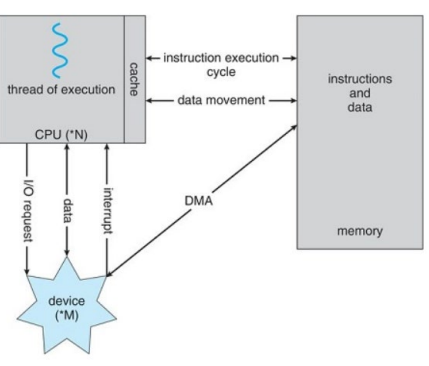 thread of execution
cache
CPU (*N)
instruction execution
cycle
data movement
instructions
and
data
memory
I/O request
data
interrupt
DMA
device
(*M)